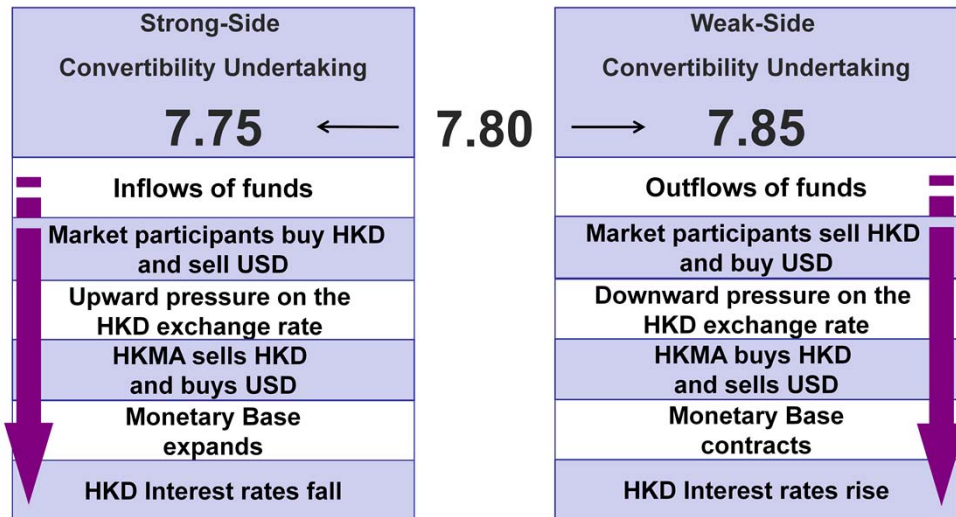 Strong-Side
Convertibility Undertaking
7.75
Inflows of funds
Market participants buy HKD
and sell USD
Upward pressure on the
HKD exchange rate
HKMA sells HKD
and buys USD
Monetary Base
expands
HKD Interest rates fall
7.80
Weak-Side
Convertibility Undertaking
7.85
Outflows of funds
Market participants sell HKD
and buy USD
Downward pressure on the
HKD exchange rate
HKMA buys HKD
and sells USD
Monetary Base
contracts
HKD Interest rates rise